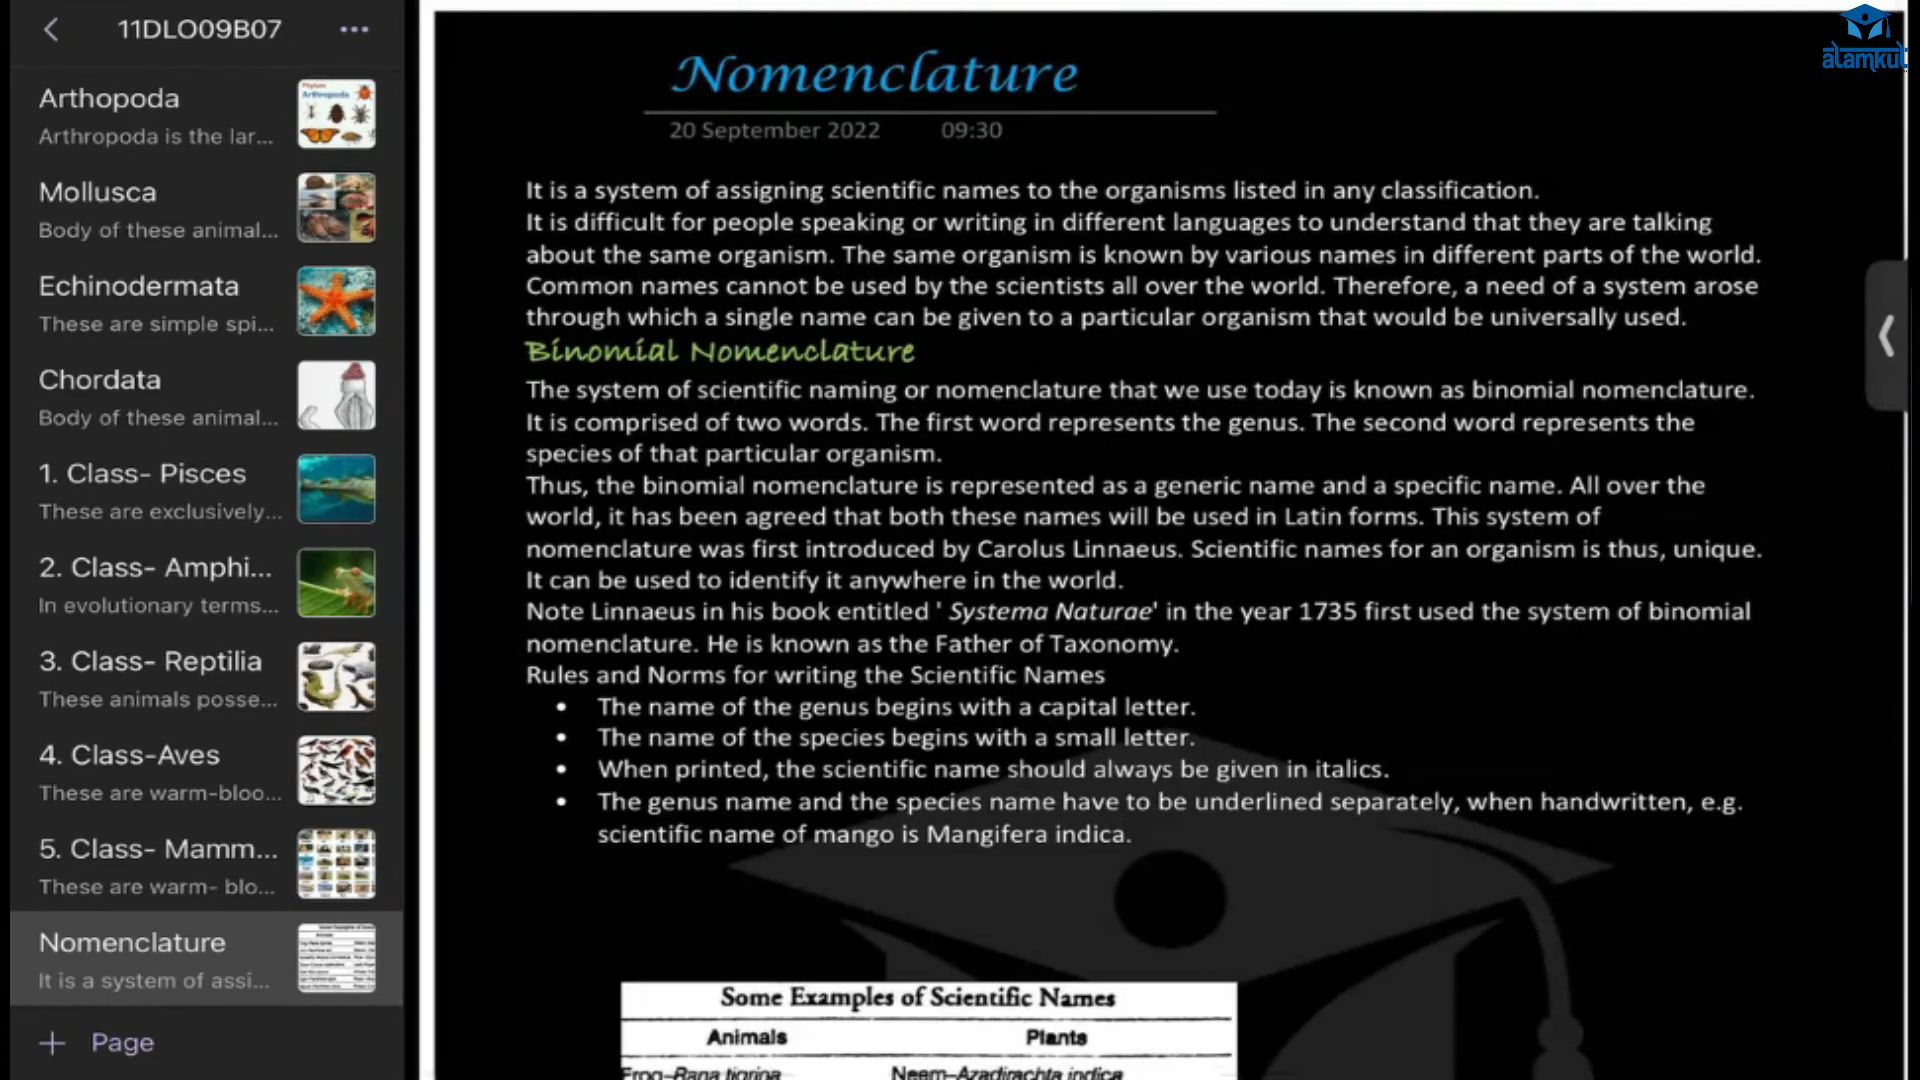 11DLO09B07
Arthopoda
Arthropoda is the lar...
Mollusca
Body of these animal...
Echinodermata
These are simple spi...
Chordata
Body of these animal...
1. Class- Pisces
These are exclusively...
2. Class- Amphi...
In evolutionary terms...
3. Class- Reptilia
These animals posse...
4. Class-Aves
These are warm-bloo...
5. Class- Mamm...
These are warm- blo...
Nomenclature
It is a system of assi...
+ Page
Nomenclature
20 September 2022 09:30
It is a system of assigning scientific names to the organisms listed in any classification.
It is difficult for people speaking or writing in different languages to understand that they are talking
about the same organism. The same organism is known by various names in different parts of the world.
Common names cannot be used by the scientists all over the world. Therefore, a need of a system arose
through which a single name can be given to a particular organism that would be universally used.
Binomial Nomenclature
The system of scientific naming or nomenclature that we use today is known as binomial nomenclature.
It is comprised of two words. The first word represents the genus. The second word represents the
species of that particular organism.
Thus, the binomial nomenclature is represented as a generic name and a specific name. All over the
world, it has been agreed that both these names will be used in Latin forms. This system of
nomenclature was first introduced by Carolus Linnaeus. Scientific names for an organism is thus, unique.
It can be used to identify it anywhere in the world.
Note Linnaeus in his book entitled ' Systema Naturae' in the year 1735 first used the system of binomial
nomenclature. He is known as the Father of Taxonomy.
Rules and Norms for writing the Scientific Names
• The name of the genus begins with a capital letter.
• The name of the species begins with a small letter.
• When printed, the scientific name should always be given in italics.
• The genus name and the species name have to be underlined separately, when handwritten, e.g.
scientific name of mango is Mangifera indica.
Some Examples of Scientific Names
Animals Plants
Frog–Rana tigrina Neem–Azadirachta indica
alamkut